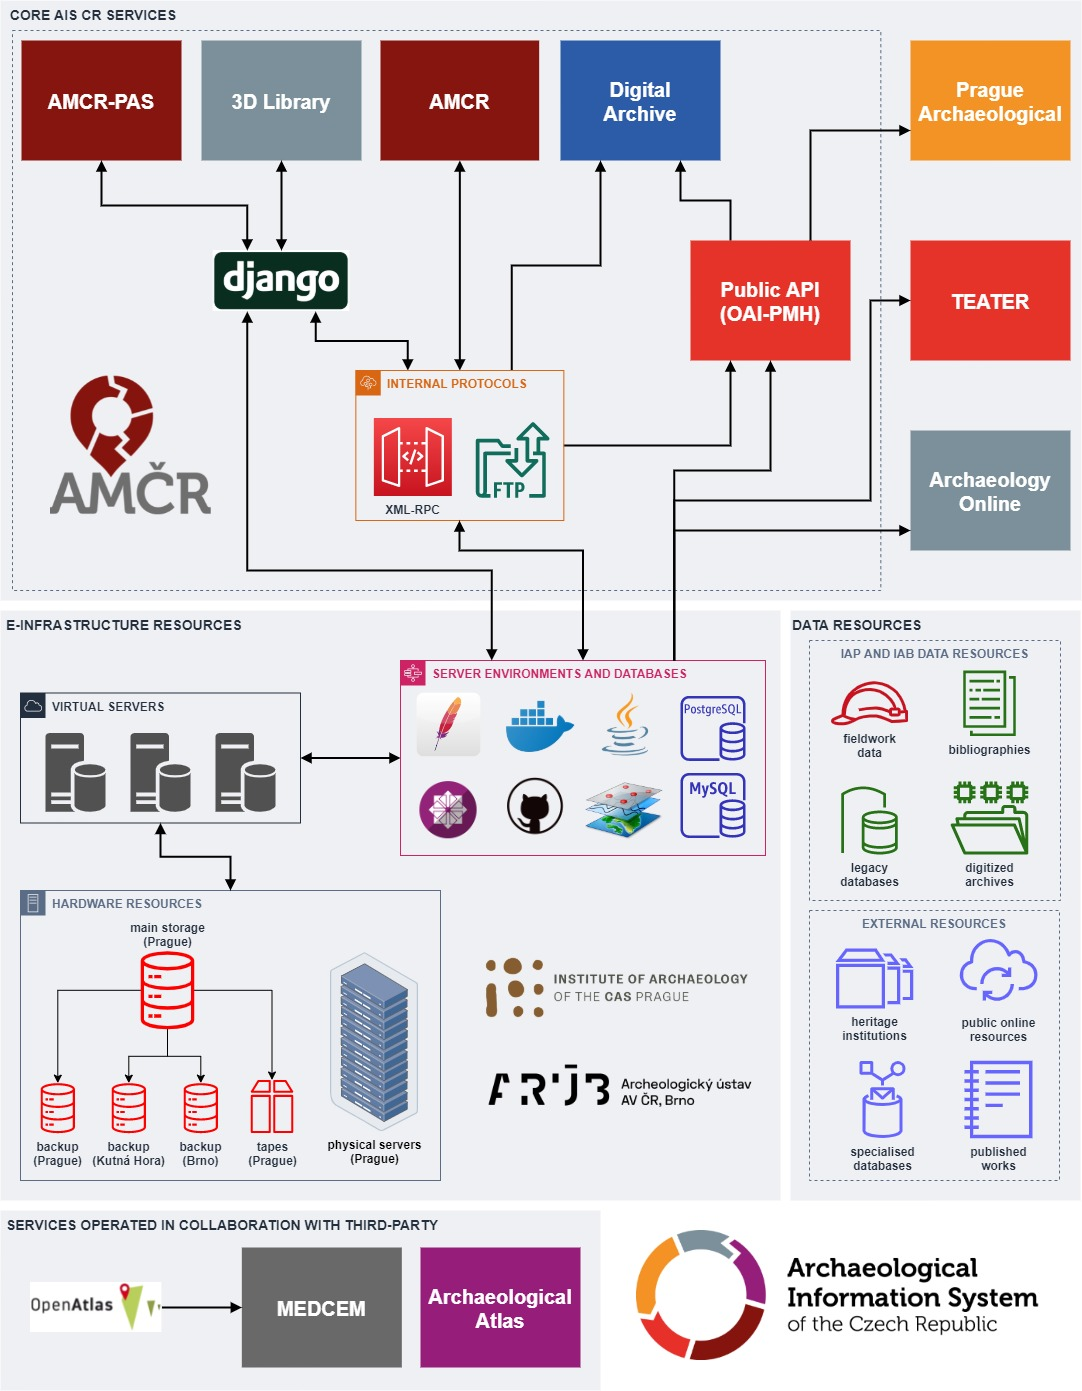 CORE AIS CR SERVICES
AMCR-PAS
3D Library
AMCR
Digital
Archive
Prague
Archaeological
django
Public API
(OAI-PMH)
TEATER
INTERNAL PROTOCOLS
</>
FTP
XML-RPC
AMČR
Archaeology
Online
E-INFRASTRUCTURE RESOURCES
VIRTUAL SERVERS
SERVER ENVIRONMENTS AND DATABASES
PostgreSQL
MySQL
HARDWARE RESOURCES
main storage
(Prague)
backup
(Prague)
backup
(Kutná Hora)
backup
(Brno)
tapes
(Prague)
physical servers
(Prague)
INSTITUTE OF ARCHAEOLOGY
OF THE CAS PRAGUE
ARÚB
Archeologický ústav
AV ČR, Brno
DATA RESOURCES
IAP AND IAB DATA RESOURCES
fieldwork
data
bibliographies
legacy
databases
digitized
archives
EXTERNAL RESOURCES
heritage
institutions
public online
resources
specialised
databases
published
works
SERVICES OPERATED IN COLLABORATION WITH THIRD-PARTY
OpenAtlas
MEDCEM
Archaeological
Atlas
Archaeological
Information System
of the Czech Republic